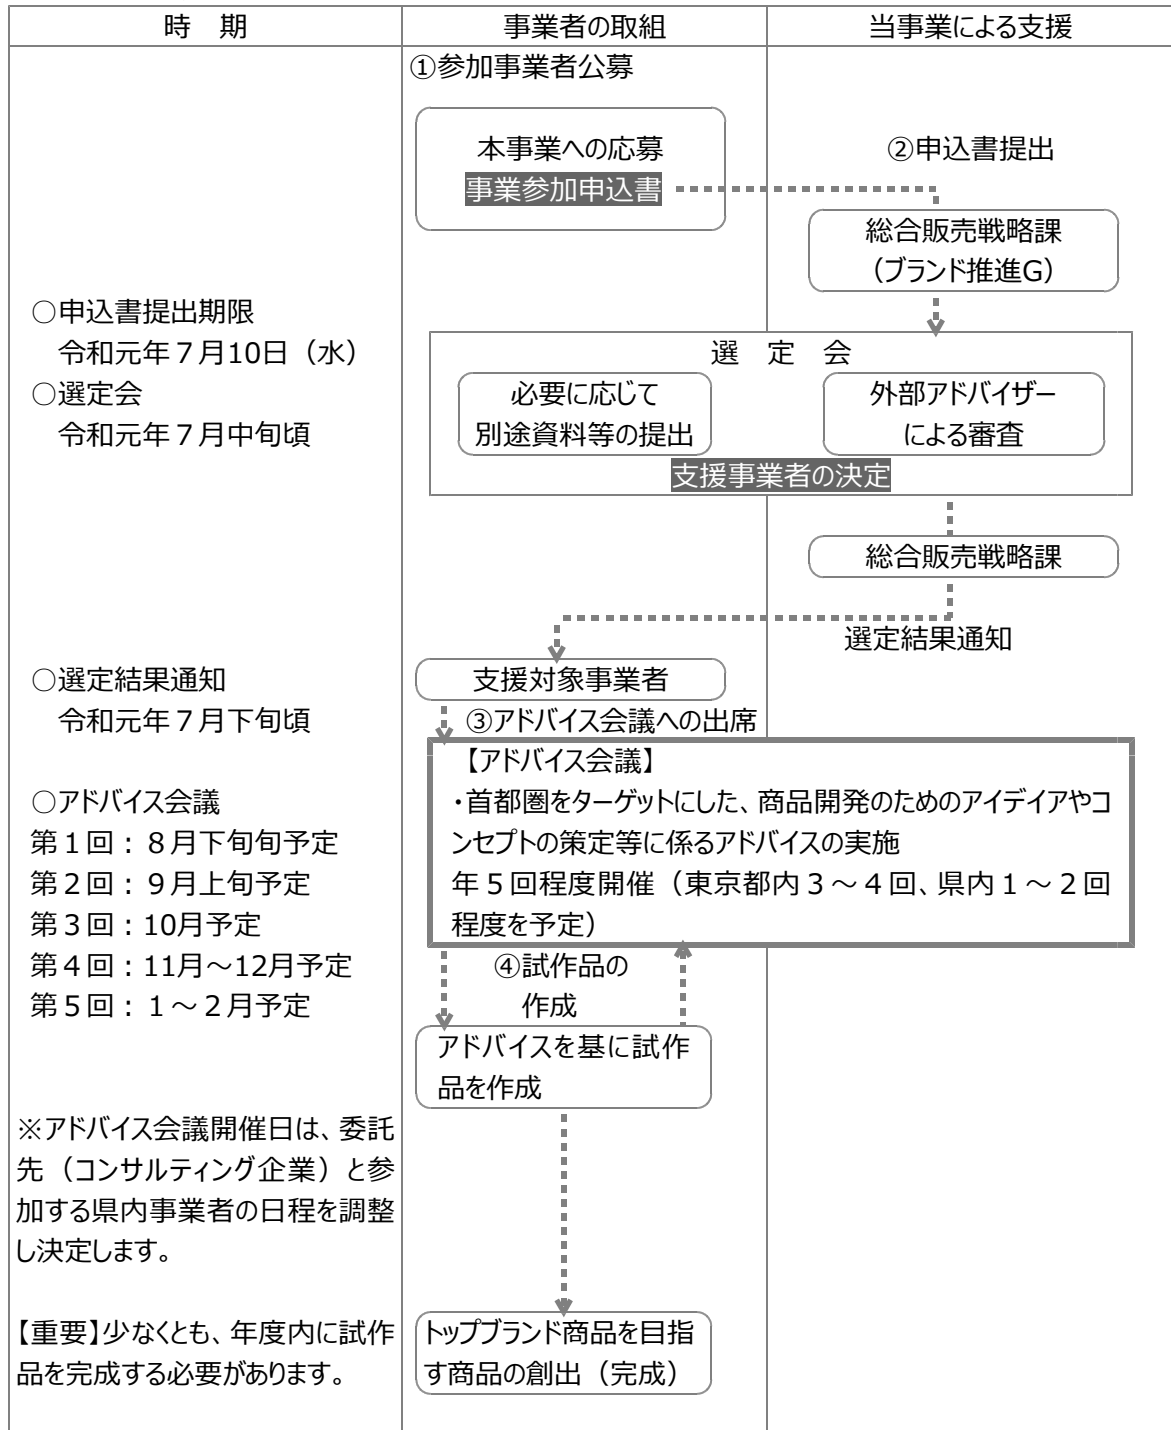 時　期
事業者の取組
当事業による支援
①参加事業者公募
本事業への応募
事業参加申込書
②申込書提出
総合販売戦略課
（ブランド推進G）
○申込書提出期限
令和元年７月10日（水）
○選定会
令和元年７月中旬頃
選　定　会
必要に応じて
別途資料等の提出
外部アドバイザー
による審査
支援事業者の決定
総合販売戦略課
選定結果通知
○選定結果通知
令和元年７月下旬頃
支援対象事業者
③アドバイス会議への出席
【アドバイス会議】
・首都圏をターゲットにした、商品開発のためのアイデイアやコ
ンセプトの策定等に係るアドバイスの実施
年５回程度開催（東京都内３～４回、県内１～２回
程度を予定）
○アドバイス会議
第１回：８月下旬旬予定
第２回：９月上旬予定
第３回：10月予定
第４回：11月～12月予定
第５回：１～２月予定
④試作品の
作成
アドバイスを基に試作
品を作成
※アドバイス会議開催日は、委託
先（コンサルティング企業）と参
加する県内事業者の日程を調整
し決定します。
【重要】少なくとも、年度内に試作
品を完成する必要があります。
トップブランド商品を目指
す商品の創出（完成）